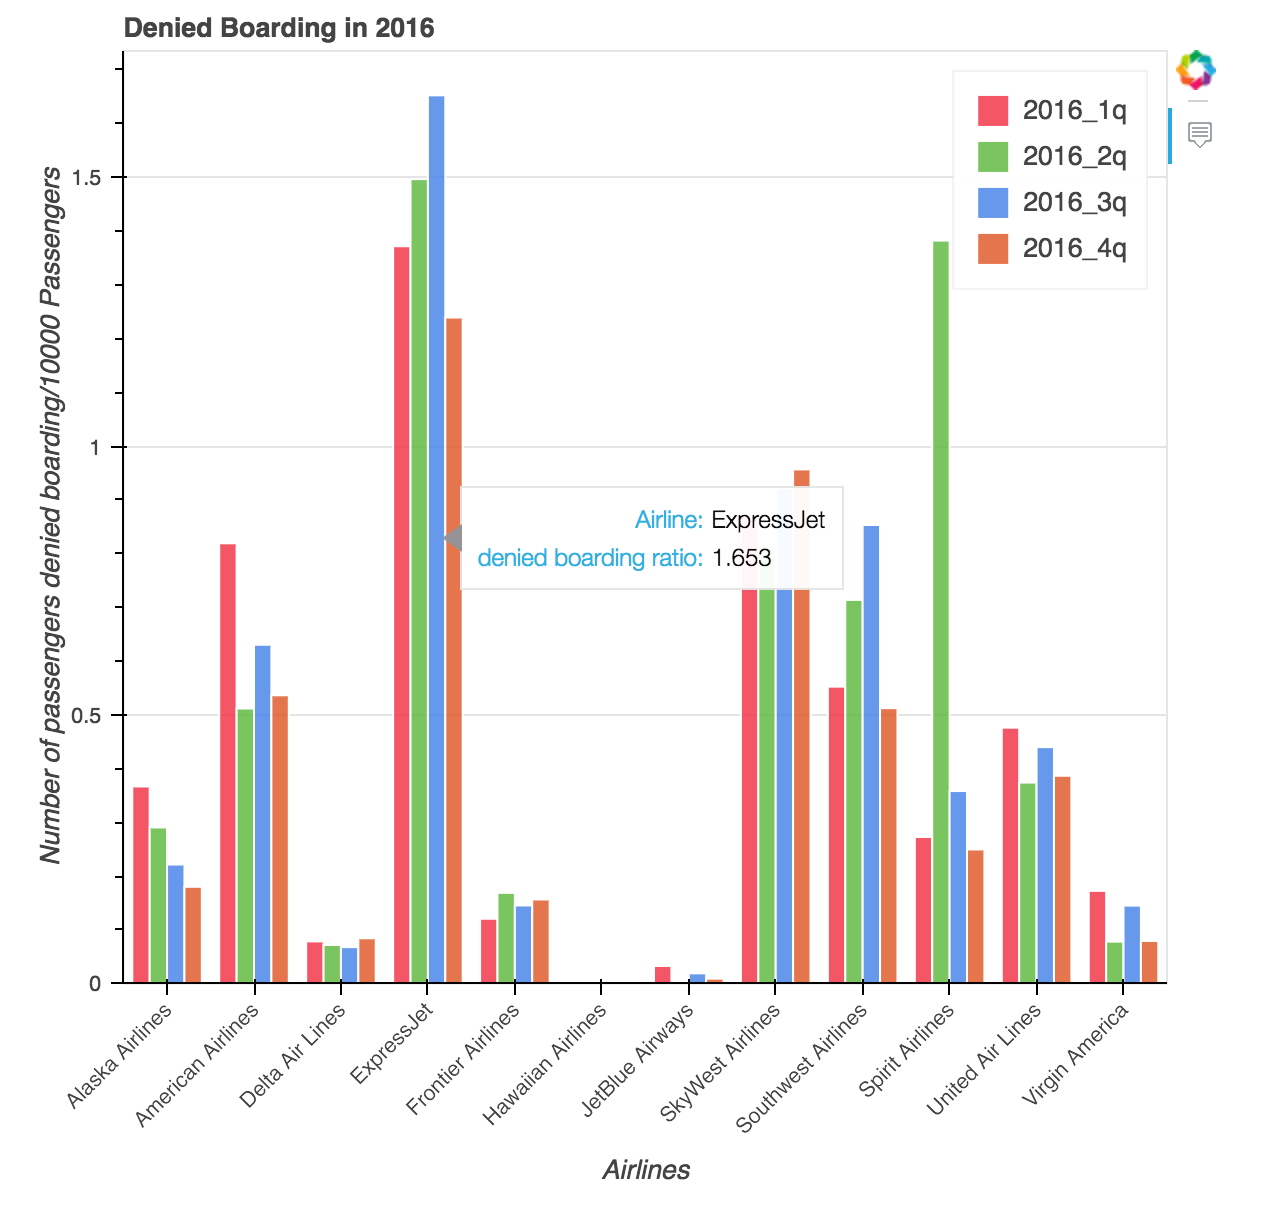 Denied Boarding in 2016
2016_1q
2016_2q
2016_3q
2016_4q
Number of passengers denied boarding/10000 Passengers
1.5
1
0.5
0
Airline: ExpressJet
denied boarding ratio: 1.653
Alaska Airlines
American Airlines
Delta Air Lines
ExpressJet
Frontier Airlines
Hawaiian Airlines
JetBlue Airways
SkyWest Airlines
Southwest Airlines
Spirit Airlines
United Air Lines
Virgin America
Airlines